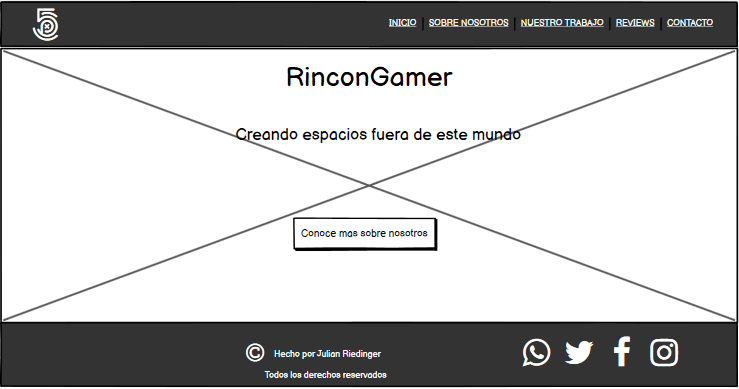 INICIO | SOBRE NOSOTROS | NUESTRO TRABAJO | REVIEWS | CONTACTO
RinconGamer
Creando espacios fuera de este mundo
Conoce mas sobre nosotros
© Hecho por Julian Riedinger
Todos los derechos reservados